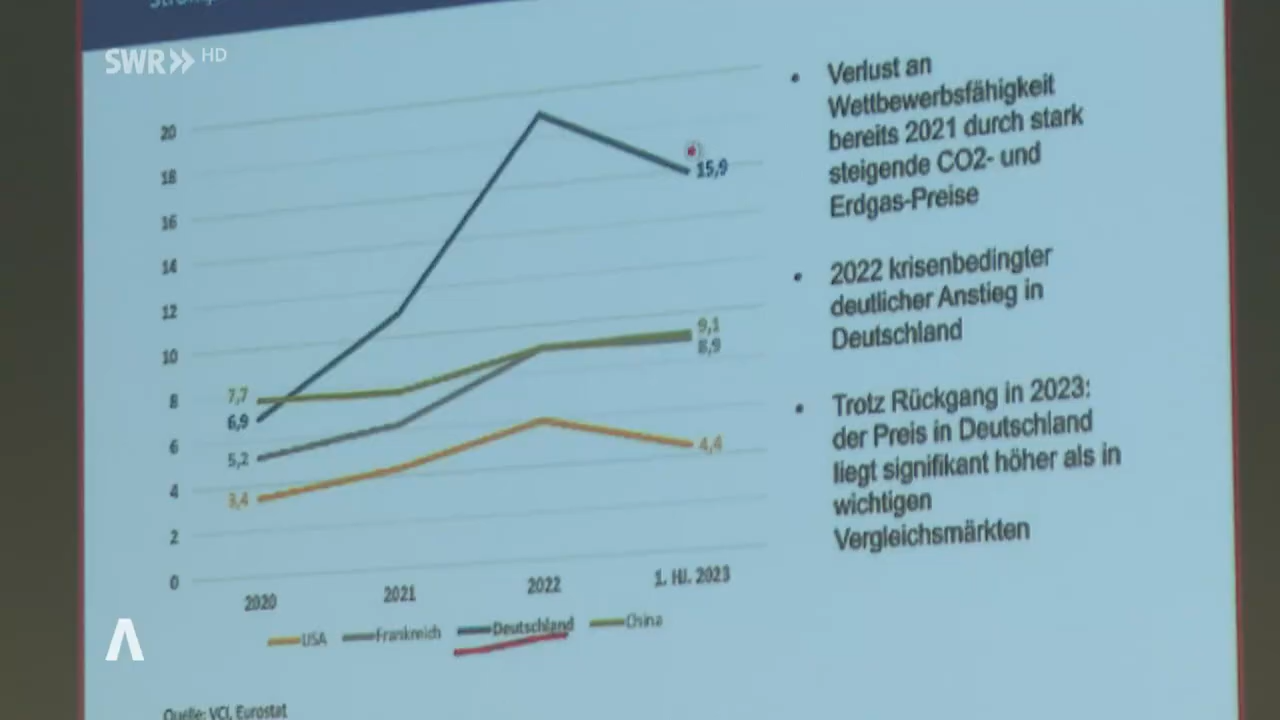 SWR» HD
20
18
16
14
12
10
8
6
4
2
0
7,7
6,9
5,2
3,4
15,9
9,1
8,9
4,4
2020
2021
2022
1. HJ. 2023
USA
Frankreich
Deutschland
China
Quelle: VCI, Eurostat
• Verlust an
Wettbewerbsfähigkeit
bereits 2021 durch stark
steigende CO2- und
Erdgas-Preise
• 2022 krisenbedingter
deutlicher Anstieg in
Deutschland
• Trotz Rückgang in 2023:
der Preis in Deutschland
liegt signifikant höher als in
wichtigen
Vergleichsmärkten